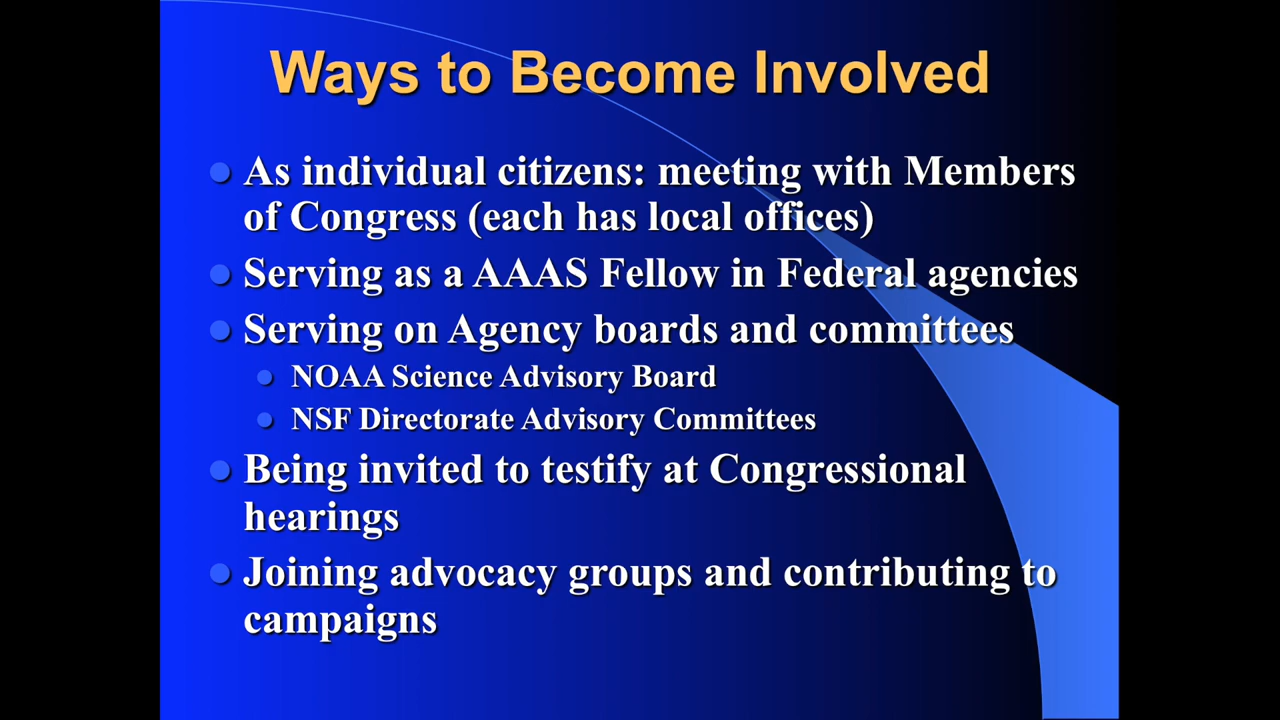 Ways to Become Involved
As individual citizens: meeting with Members
of Congress (each has local offices)
Serving as a AAAS Fellow in Federal agencies
Serving on Agency boards and committees
NOAA Science Advisory Board
NSF Directorate Advisory Committees
Being invited to testify at Congressional
hearings
Joining advocacy groups and contributing to
campaigns